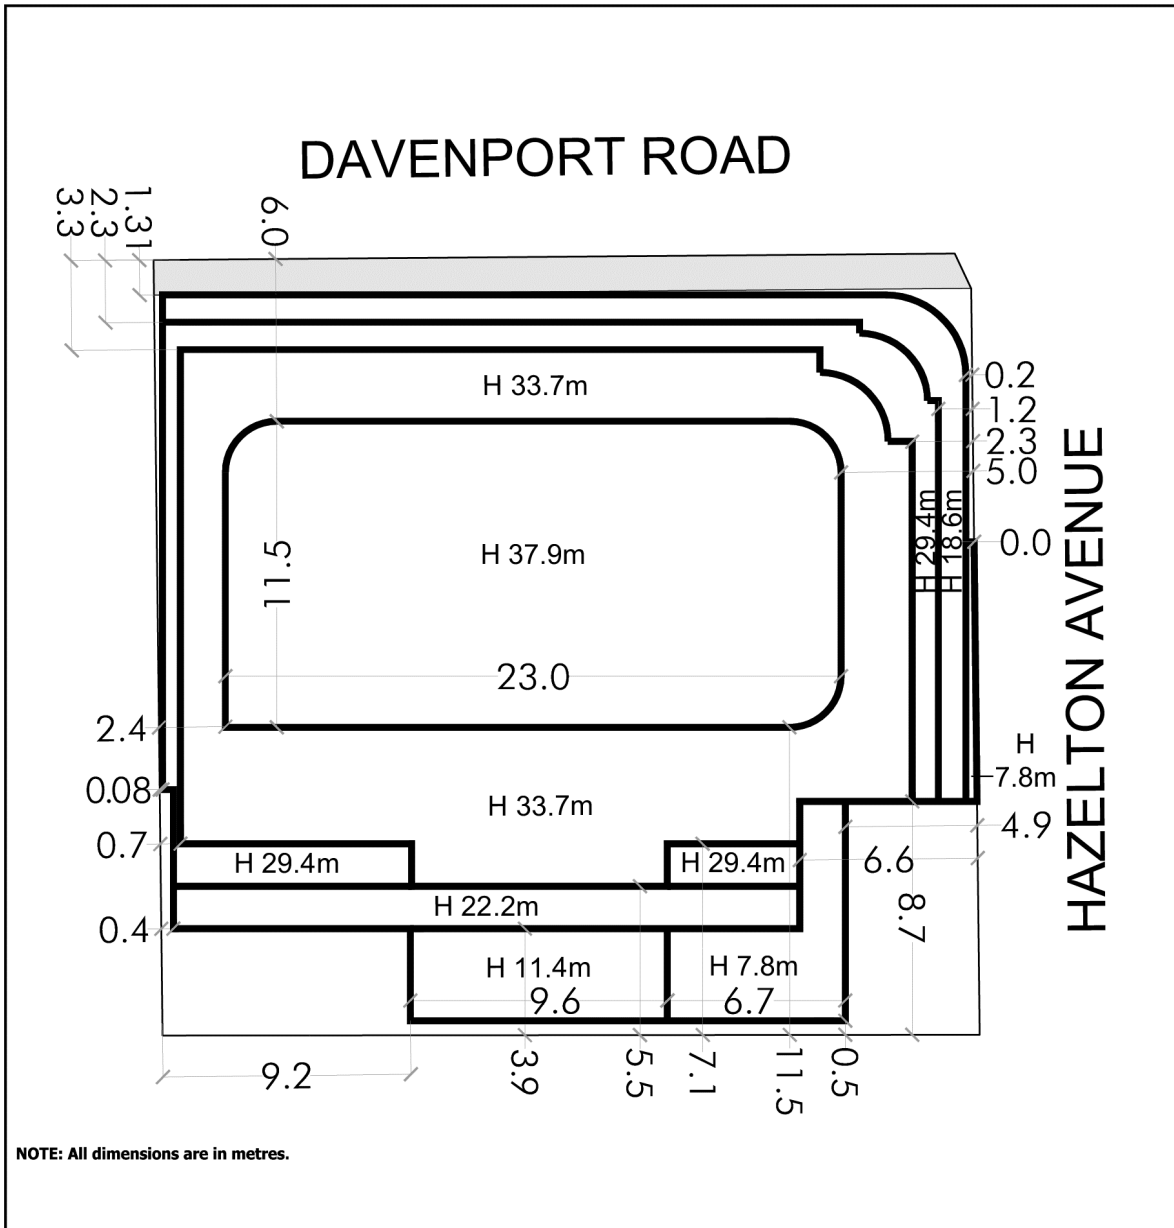 DAVENPORT ROAD
3.3
2.3
1.31
6.0
H 33.7m
0.2
1.2
2.3
5.0
H 29.4m
H 18.6m
0.0
HAZELTON AVENUE
H 37.9m
11.5
23.0
2.4
H
7.8m
0.08
H 33.7m
4.9
0.7
H 29.4m
H 29.4m
6.6
H 22.2m
8.7
0.4
H 11.4m
H 7.8m
9.6
6.7
9.2
3.9
5.5
7.1
11.5
0.5
NOTE: All dimensions are in metres.